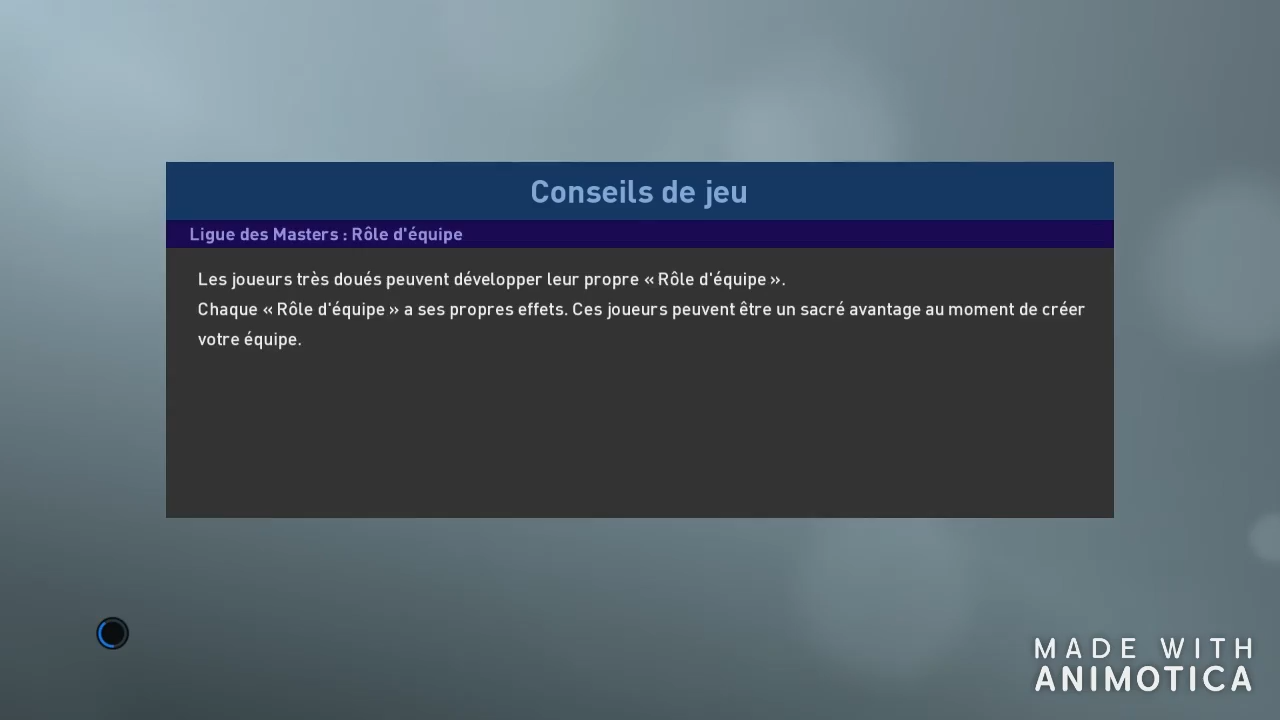 Conseils de jeu
Ligue des Masters : Rôle d'équipe
Les joueurs très doués peuvent développer leur propre « Rôle d'équipe ».
Chaque « Rôle d'équipe » a ses propres effets. Ces joueurs peuvent être un sacré avantage au moment de créer
votre équipe.
MADE WITH
ANIMOTICA